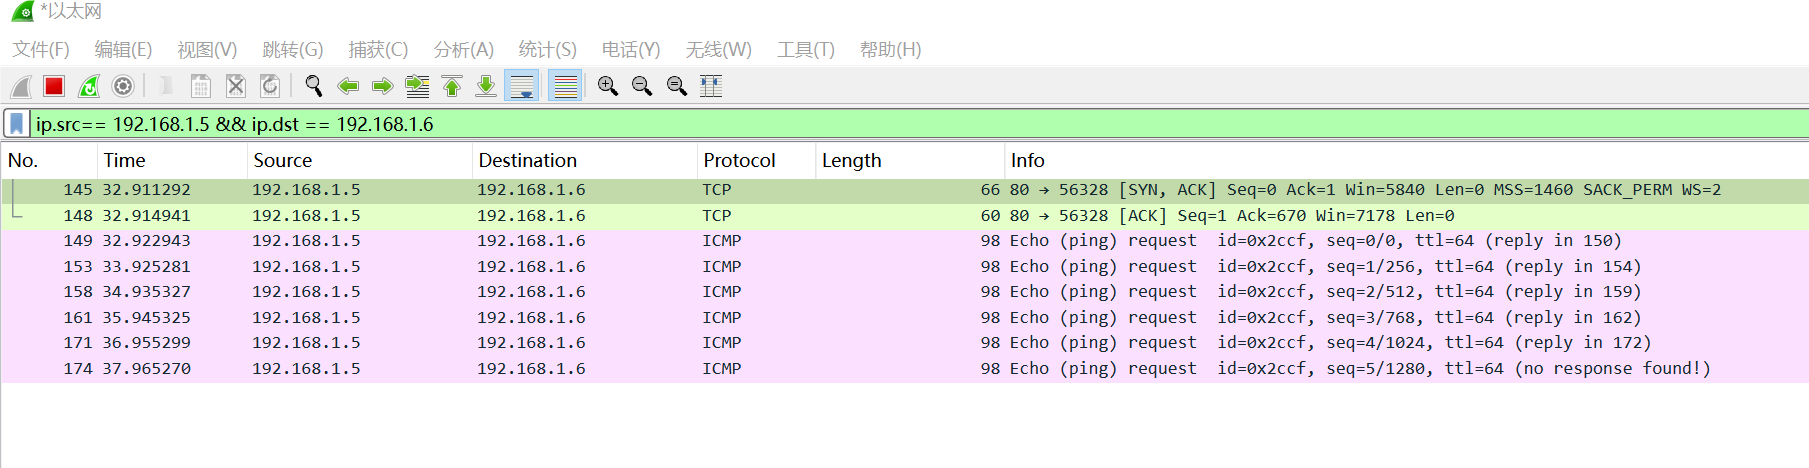 *以太网
文件(F) 编辑(E) 视图(V) 跳转(G) 捕获(C) 分析(A) 统计(S) 电话(Y) 无线(W) 工具(T) 帮助(H)
ip.src== 192.168.1.5 && ip.dst == 192.168.1.6
No. Time Source Destination Protocol Length Info
145 32.911292 192.168.1.5 192.168.1.6 TCP 66 80 → 56328 [SYN, ACK] Seq=0 Ack=1 Win=5840 Len=0 MSS=1460 SACK_PERM WS=2
148 32.914941 192.168.1.5 192.168.1.6 TCP 60 80 → 56328 [ACK] Seq=1 Ack=670 Win=7178 Len=0
149 32.922943 192.168.1.5 192.168.1.6 ICMP 98 Echo (ping) request id=0x2ccf, seq=0/0, ttl=64 (reply in 150)
153 33.925281 192.168.1.5 192.168.1.6 ICMP 98 Echo (ping) request id=0x2ccf, seq=1/256, ttl=64 (reply in 154)
158 34.935327 192.168.1.5 192.168.1.6 ICMP 98 Echo (ping) request id=0x2ccf, seq=2/512, ttl=64 (reply in 159)
161 35.945325 192.168.1.5 192.168.1.6 ICMP 98 Echo (ping) request id=0x2ccf, seq=3/768, ttl=64 (reply in 162)
171 36.955299 192.168.1.5 192.168.1.6 ICMP 98 Echo (ping) request id=0x2ccf, seq=4/1024, ttl=64 (reply in 172)
174 37.965270 192.168.1.5 192.168.1.6 ICMP 98 Echo (ping) request id=0x2ccf, seq=5/1280, ttl=64 (no response found!)